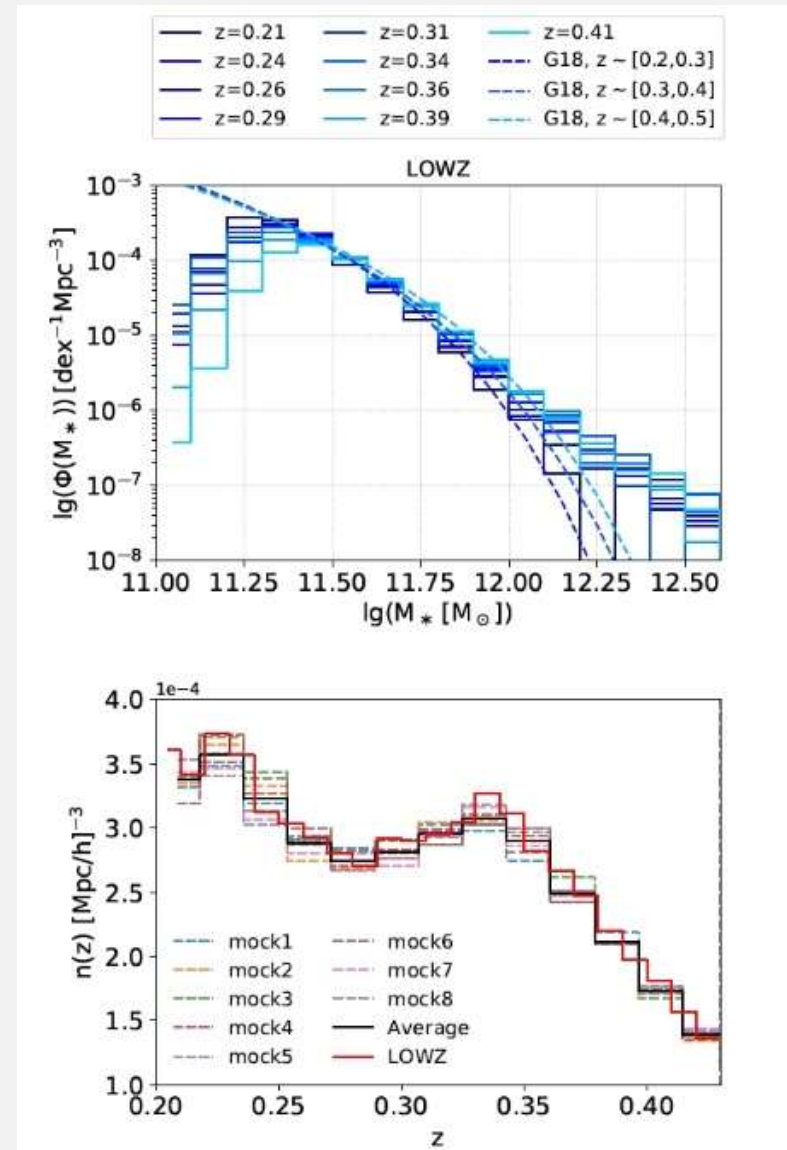 z=0.21 z=0.31 z=0.41
z=0.24 z=0.34 G18, z ~ [0.2,0.3]
z=0.26 z=0.36 G18, z ~ [0.3,0.4]
z=0.29 z=0.39 G18, z ~ [0.4,0.5]
LOWZ
lg(Φ(M∗)) [dex⁻¹Mpc⁻³]
10⁻³
10⁻⁴
10⁻⁵
10⁻⁶
10⁻⁷
10⁻⁸
11.00 11.25 11.50 11.75 12.00 12.25 12.50
lg(M∗ [M⊙])
1e−4
n(z) [Mpc/h]⁻³
4.0
3.5
3.0
2.5
2.0
1.5
1.0
mock1 mock6
mock2 mock7
mock3 mock8
mock4 Average
mock5 LOWZ
0.20 0.25 0.30 0.35 0.40
z